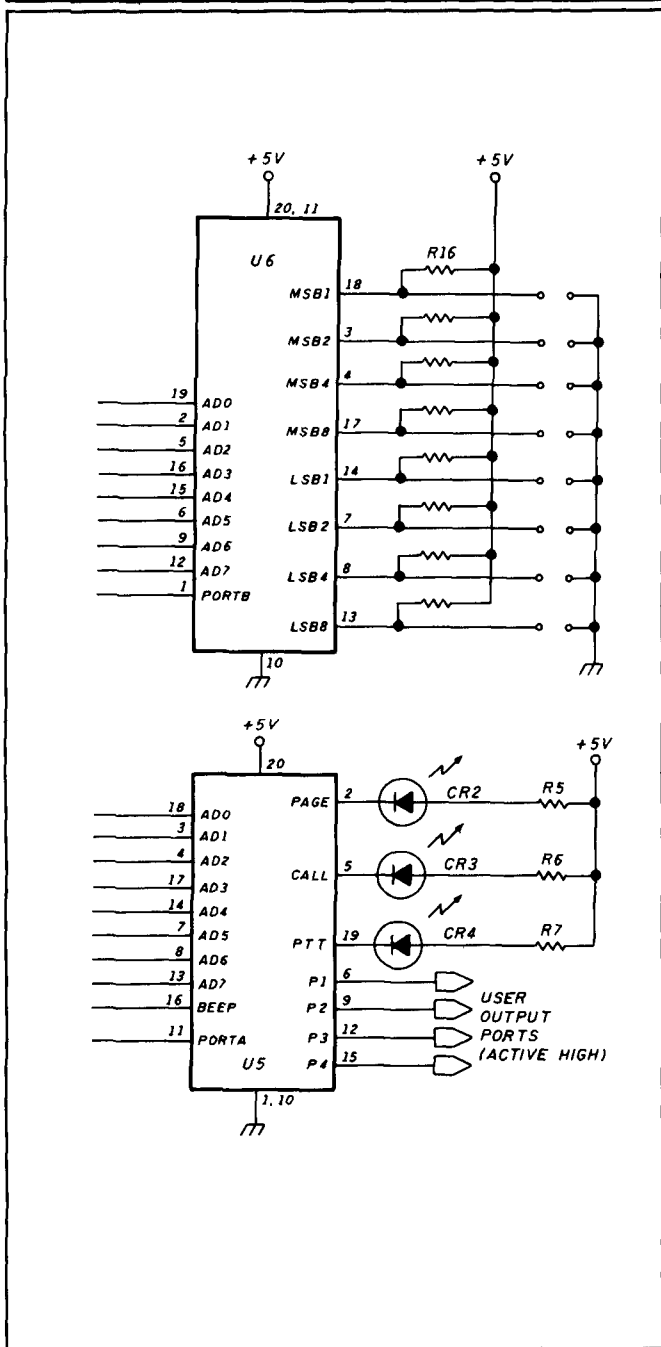 +5V
+5V
20, 11
U6
R16
MSB1 18
MSB2 3
MSB4 4
MSB8 17
LSB1 14
LSB2 7
LSB4 8
LSB8 13
19 AD0
2 AD1
5 AD2
16 AD3
15 AD4
6 AD5
9 AD6
12 AD7
1 PORTB
10
+5V
+5V
20
PAGE 2 CR2 R5
CALL 5 CR3 R6
PTT 19 CR4 R7
P1 6
P2 9
P3 12
P4 15
USER
OUTPUT
PORTS
(ACTIVE HIGH)
18 AD0
3 AD1
4 AD2
17 AD3
14 AD4
7 AD5
8 AD6
13 AD7
16 BEEP
11 PORTA
U5
1, 10